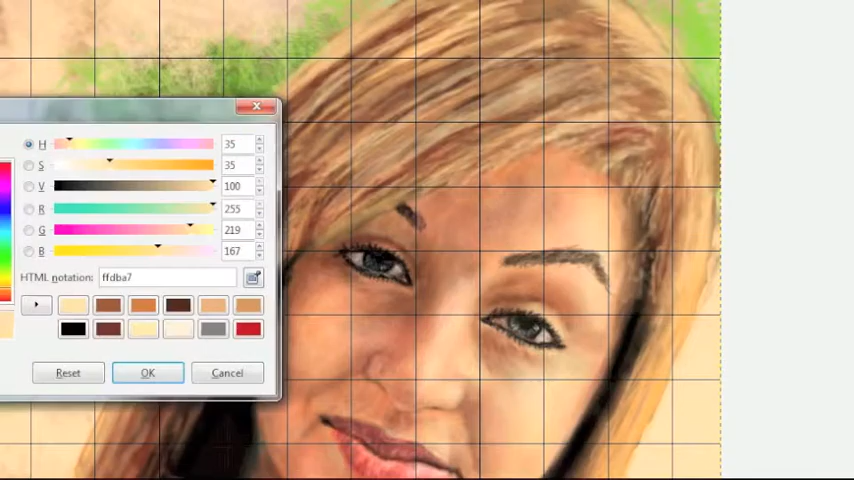 H 35
S 35
V 100
R 255
G 219
B 167
HTML notation: ffdba7
Reset OK Cancel